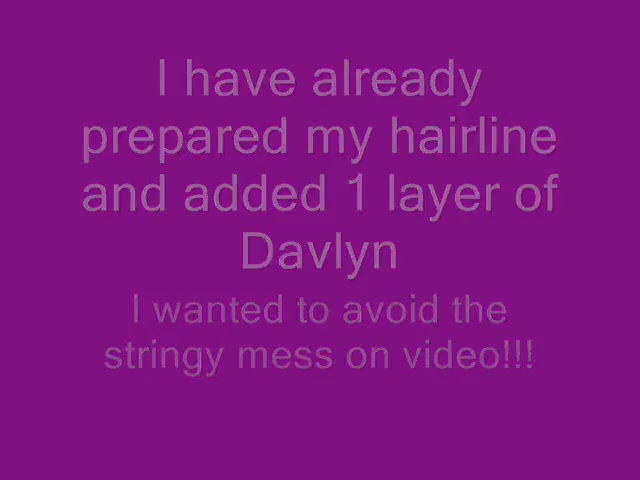 I have already
prepared my hairline
and added 1 layer of
Davlyn
I wanted to avoid the
stringy mess on video!!!